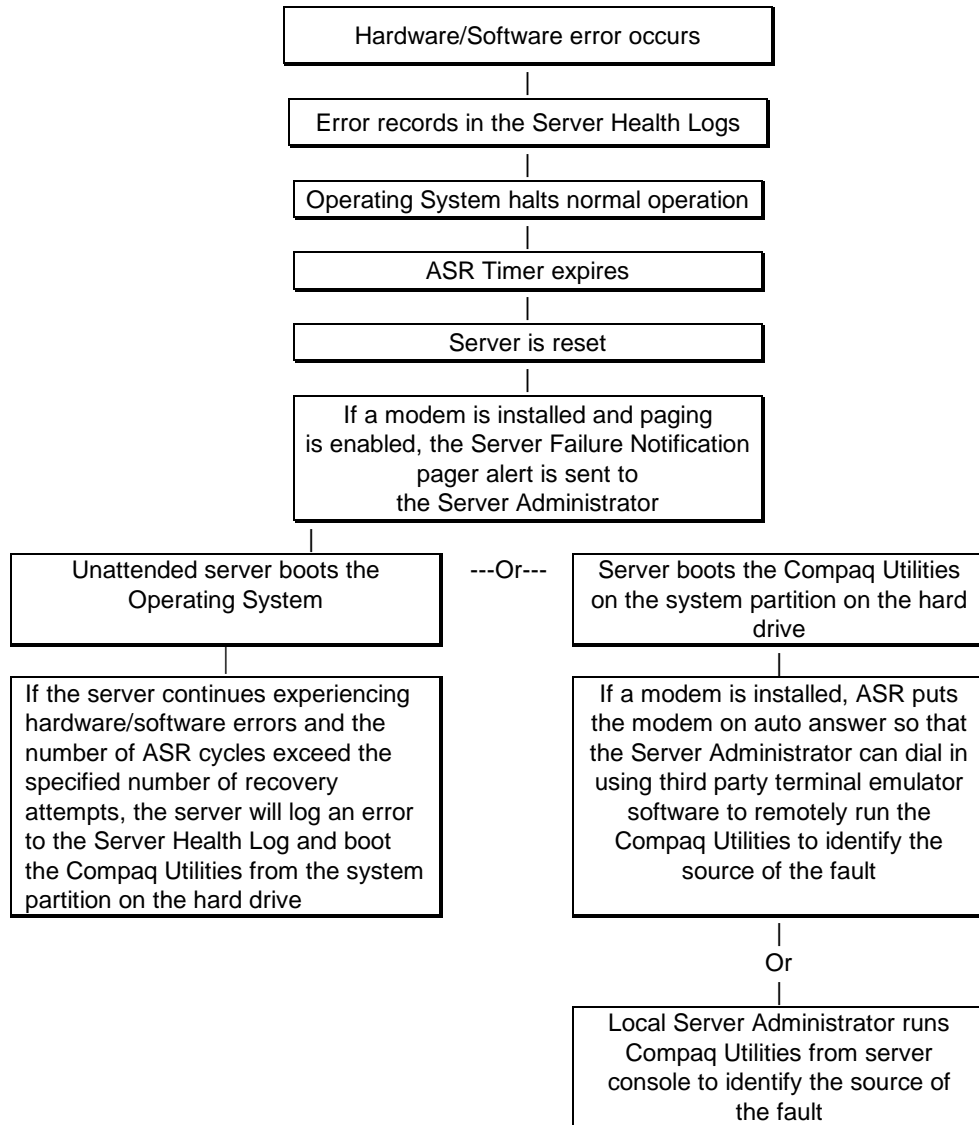 Hardware/Software error occurs
|
Error records in the Server Health Logs
|
Operating System halts normal operation
|
ASR Timer expires
|
Server is reset
|
If a modem is installed and paging
is enabled, the Server Failure Notification
pager alert is sent to
the Server Administrator
|
Unattended server boots the
Operating System
---Or---
Server boots the Compaq Utilities
on the system partition on the hard
drive
|
If the server continues experiencing
hardware/software errors and the
number of ASR cycles exceed the
specified number of recovery
attempts, the server will log an error
to the Server Health Log and boot
the Compaq Utilities from the system
partition on the hard drive
|
If a modem is installed, ASR puts
the modem on auto answer so that
the Server Administrator can dial in
using third party terminal emulator
software to remotely run the
Compaq Utilities to identify the
source of the fault
|
Or
|
Local Server Administrator runs
Compaq Utilities from server
console to identify the source of
the fault